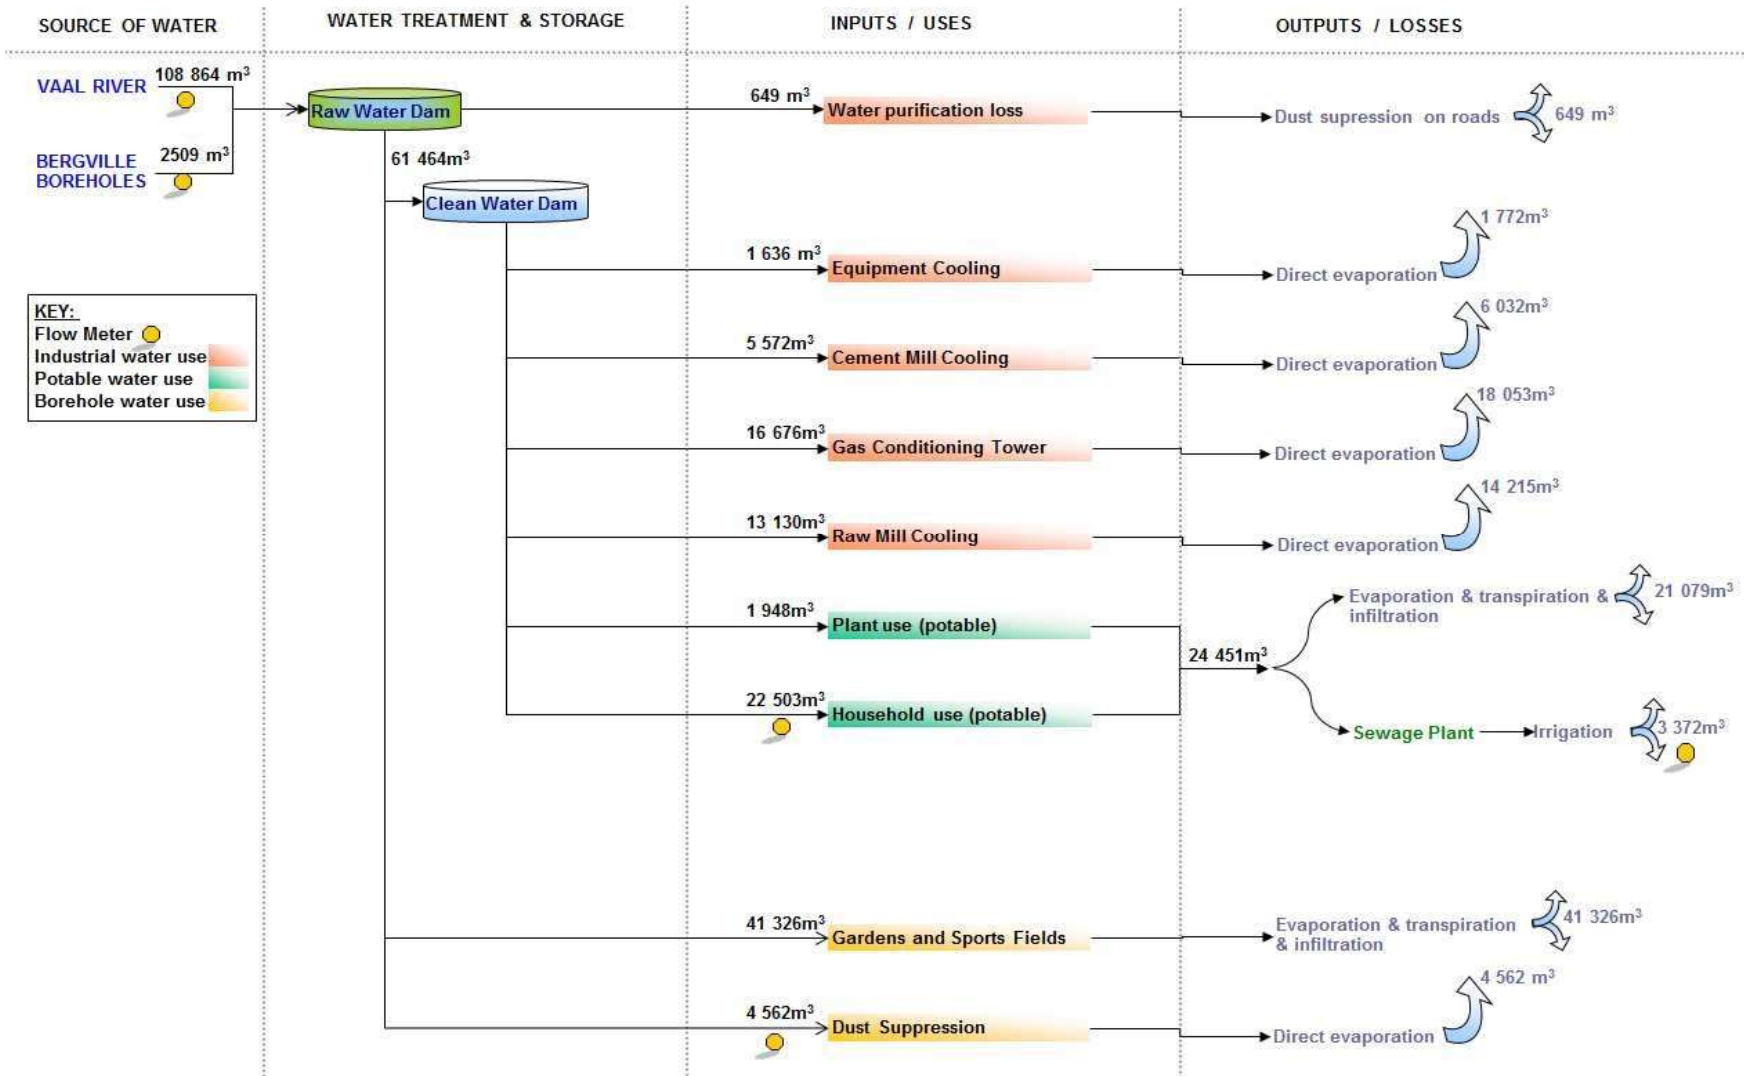 SOURCE OF WATER
WATER TREATMENT & STORAGE
INPUTS / USES
OUTPUTS / LOSSES
VAAL RIVER
108 864 m³
BERGVILLE
BOREHOLES
2509 m³
Raw Water Dam
61 464m³
Clean Water Dam
KEY:
Flow Meter
Industrial water use
Potable water use
Borehole water use
649 m³
Water purification loss
Dust supression on roads
649 m³
1 636 m³
Equipment Cooling
Direct evaporation
1 772m³
5 572m³
Cement Mill Cooling
Direct evaporation
6 032m³
16 676m³
Gas Conditioning Tower
Direct evaporation
18 053m³
13 130m³
Raw Mill Cooling
Direct evaporation
14 215m³
1 948m³
Plant use (potable)
22 503m³
Household use (potable)
24 451m³
Evaporation & transpiration &
infiltration
21 079m³
Sewage Plant
Irrigation
3 372m³
41 326m³
Gardens and Sports Fields
Evaporation & transpiration
& infiltration
41 326m³
4 562m³
Dust Suppression
Direct evaporation
4 562 m³